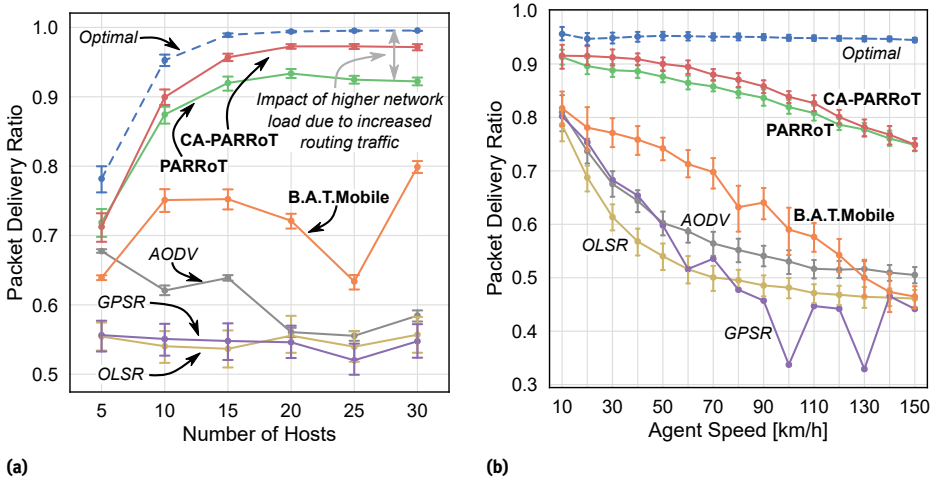 1.0
0.9
0.8
0.7
0.6
0.5
Packet Delivery Ratio
Optimal
CA-PARRoT
PARRoT
Impact of higher network
load due to increased
routing traffic
B.A.T.Mobile
AODV
GPSR
OLSR
5 10 15 20 25 30
Number of Hosts
(a)
1.0
0.9
0.8
0.7
0.6
0.5
0.4
0.3
Packet Delivery Ratio
Optimal
CA-PARRoT
PARRoT
B.A.T.Mobile
AODV
OLSR
GPSR
10 30 50 70 90 110 130 150
Agent Speed [km/h]
(b)